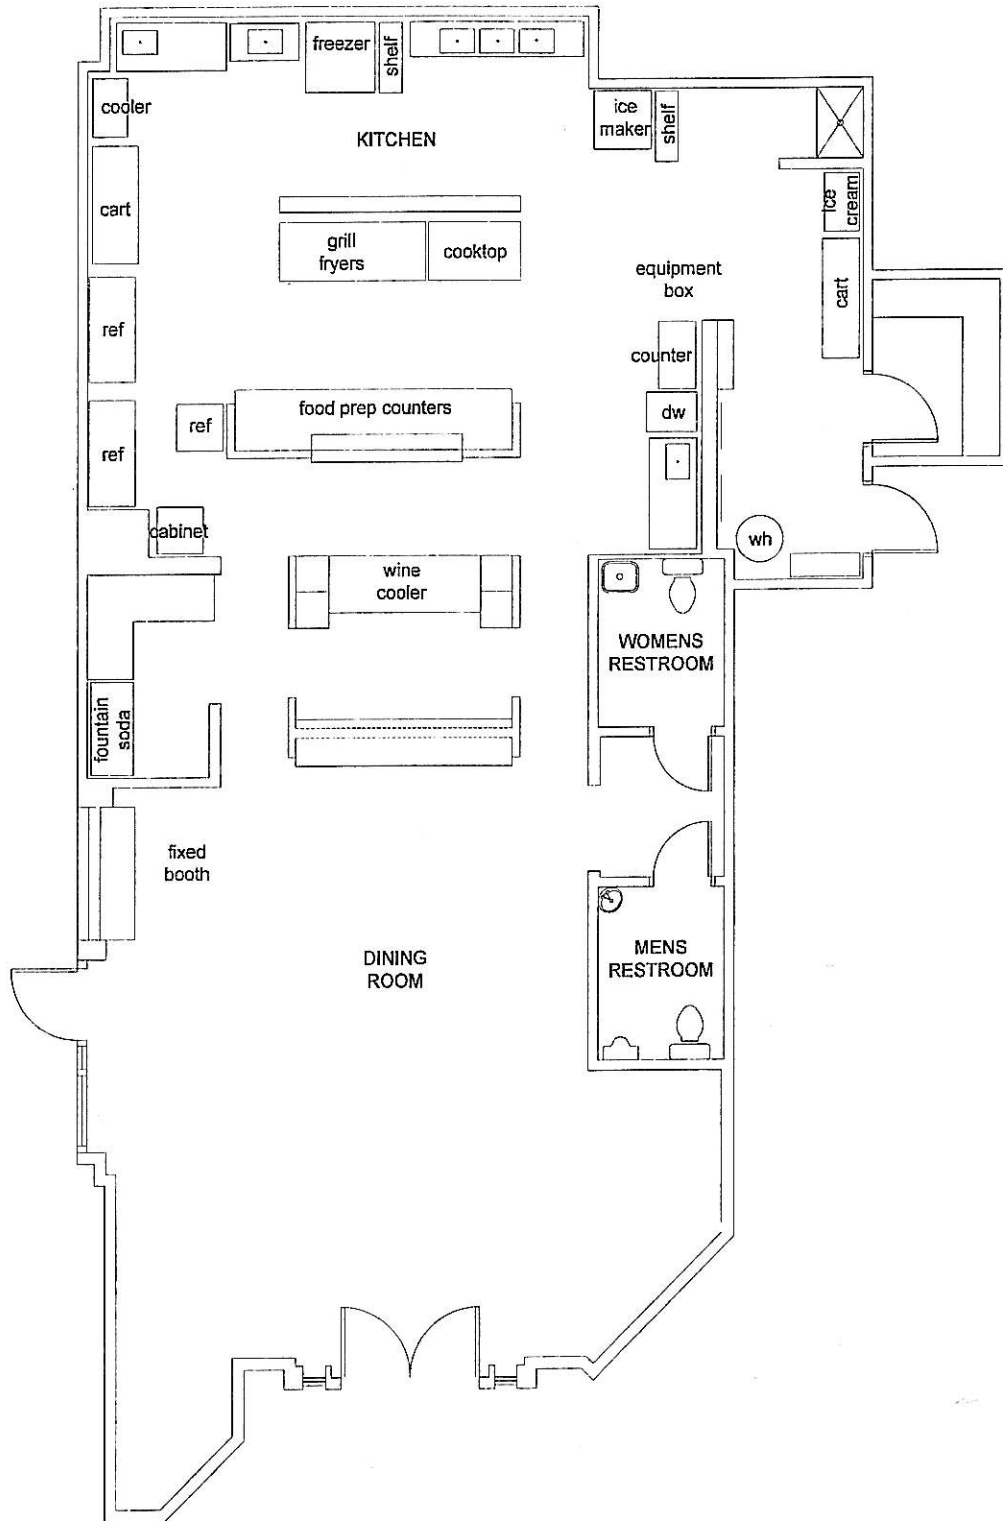 freezer
shelf
cooler
KITCHEN
ice
maker
shelf
cart
grill
fryers
cooktop
ice
cream
equipment
box
cart
ref
counter
food prep counters
dw
ref
ref
cabinet
wine
cooler
wh
WOMENS
RESTROOM
fountain
soda
fixed
booth
DINING
ROOM
MENS
RESTROOM